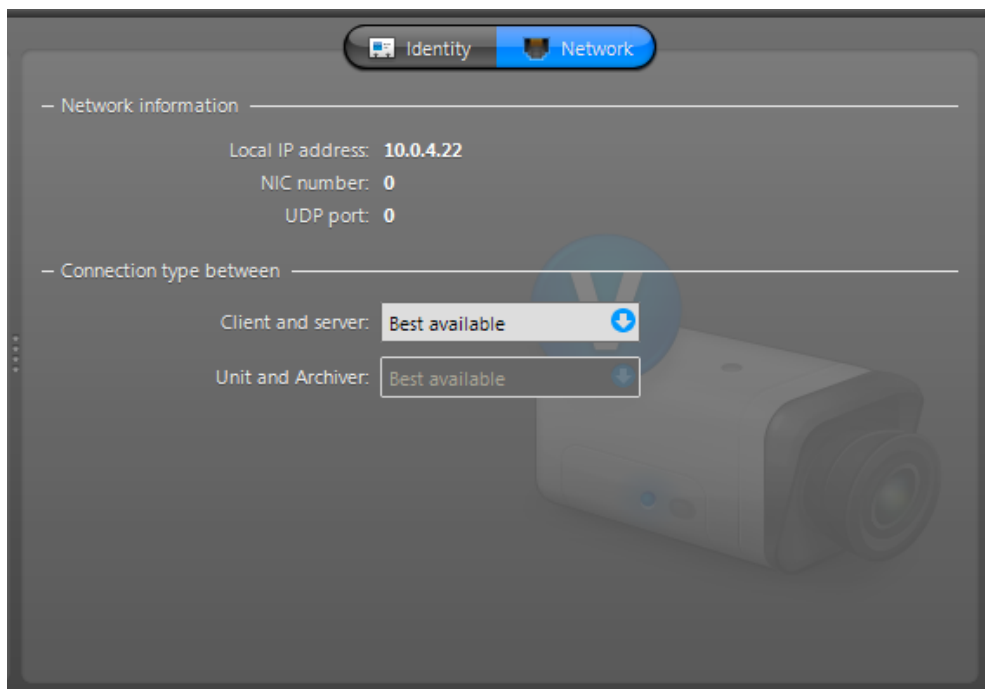 Identity Network
Network information
Local IP address: 10.0.4.22
NIC number: 0
UDP port: 0
Connection type between
Client and server: Best available
Unit and Archiver: Best available
V